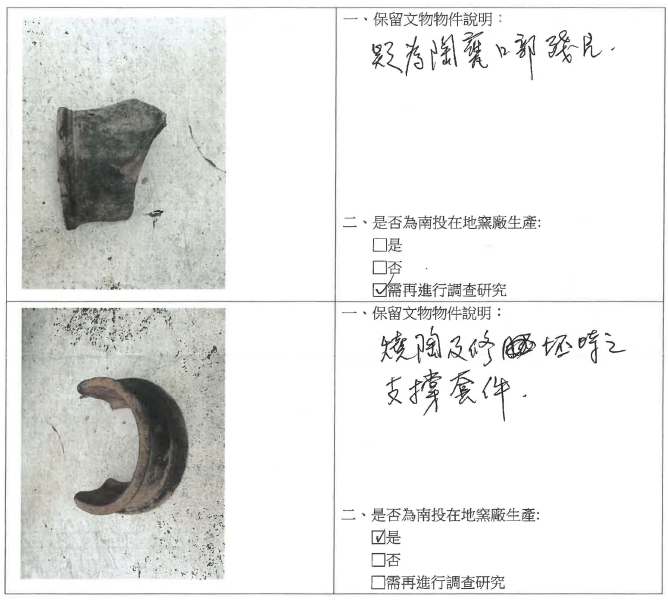 一、保留文物物件說明：
疑為陶甕口部殘片.
二、是否為南投在地窯廠生產:
☐是
☐否
☑需再進行調查研究
一、保留文物物件說明：
燒陶及修坯時之
支撐套件.
二、是否為南投在地窯廠生產:
☑是
☐否
☐需再進行調查研究